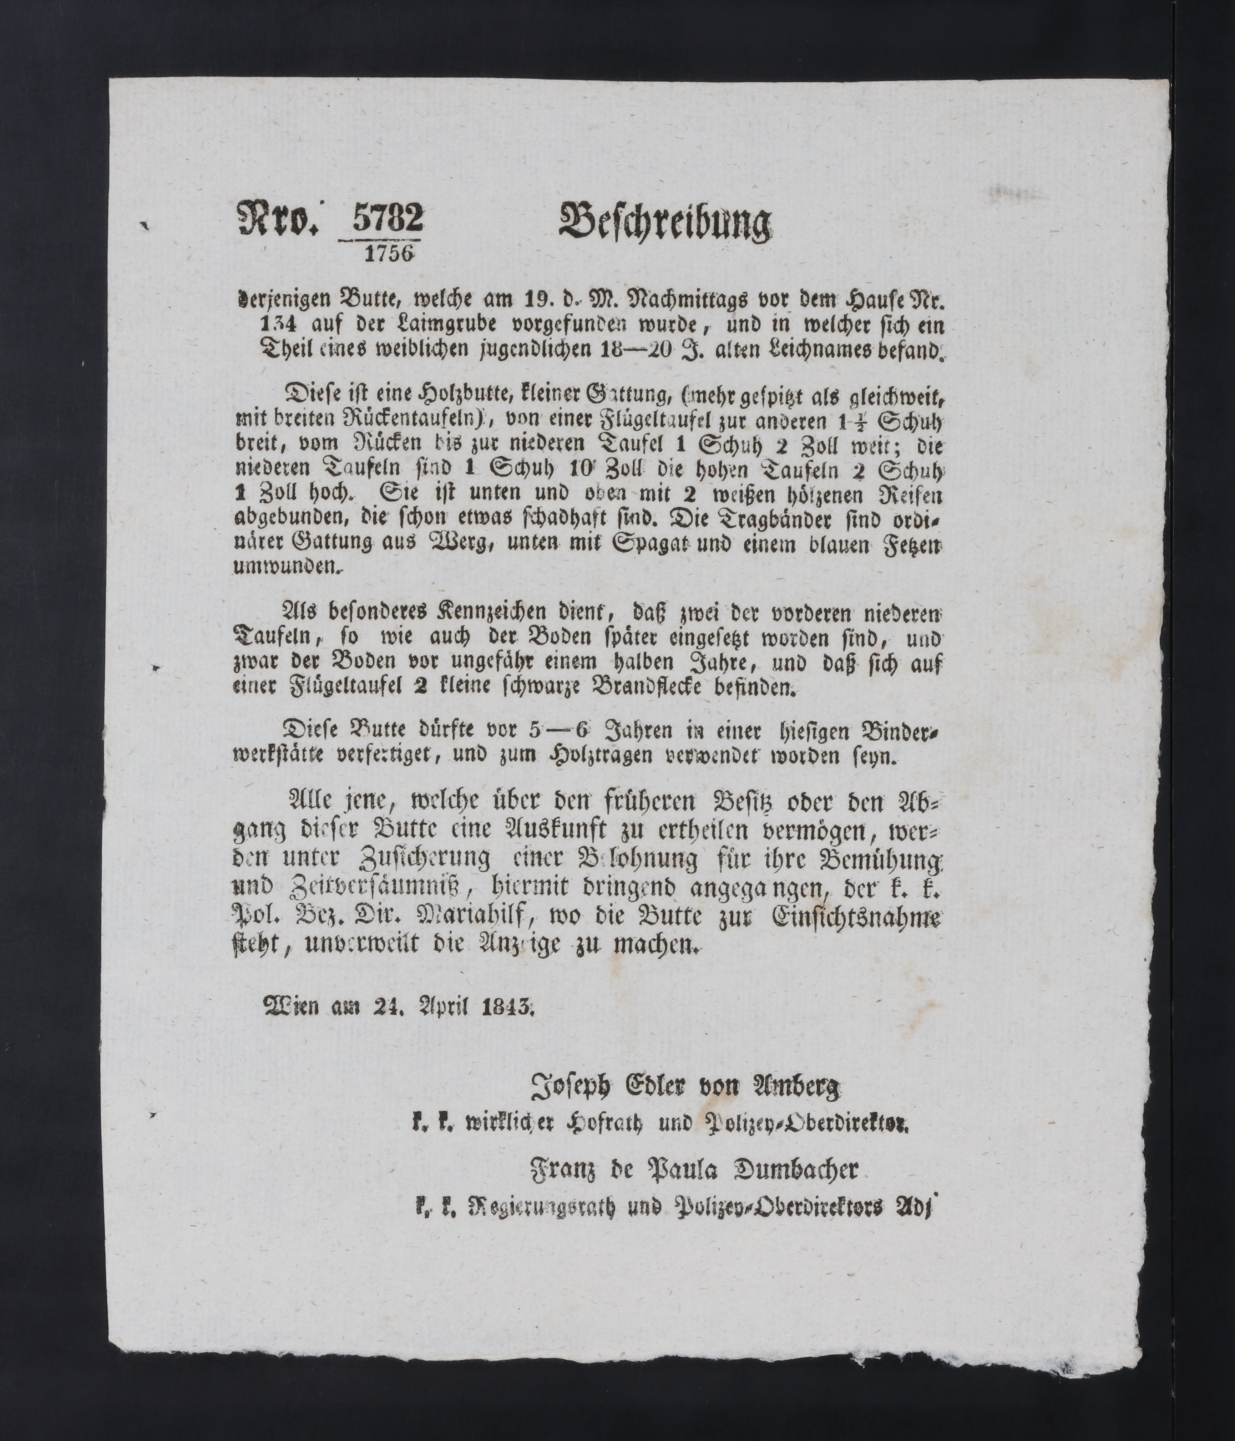 Nro. 5782/1756 Beschreibung
derjenigen Butte, welche am 19. d. M. Nachmittags vor dem Hause Nr.
134 auf der Laimgrube vorgefunden wurde, und in welcher sich ein
Theil eines weiblichen jugendlichen 18—20 J. alten Leichnames befand.
Diese ist eine Holzbutte, kleiner Gattung, (mehr gespitzt als gleichweit,
mit breiten Rückentaufeln), von einer Flügeltaufel zur anderen 1½ Schuh
breit, vom Rücken bis zur niederen Taufel 1 Schuh 2 Zoll weit; die
niederen Taufeln sind 1 Schuh 10 Zoll die hohen Taufeln 2 Schuh
1 Zoll hoch. Sie ist unten und oben mit 2 weißen hölzenen Reifen
abgebunden, die schon etwas schadhaft sind. Die Tragbänder sind ordi-
närer Gattung aus Werg, unten mit Spagat und einem blauen Fetzen
umwunden.
Als besonderes Kennzeichen dient, daß zwei der vorderen niederen
Taufeln, so wie auch der Boden später eingesetzt worden sind, und
zwar der Boden vor ungefähr einem halben Jahre, und daß sich auf
einer Flügeltaufel 2 kleine schwarze Brandflecke befinden.
Diese Butte dürfte vor 5—6 Jahren in einer hiesigen Binder-
werkstätte verfertiget, und zum Holztragen verwendet worden seyn.
Alle jene, welche über den früheren Besitz oder den Ab-
gang dieser Butte eine Auskunft zu ertheilen vermögen, wer-
den unter Zusicherung einer Belohnung für ihre Bemühung
und Zeitversäumniß, hiermit dringend angegangen, der k. k.
Pol. Bez. Dir. Mariahilf, wo die Butte zur Einsichtsnahme
steht, unverweilt die Anzeige zu machen.
Wien am 24. April 1843.
Joseph Edler von Amberg
k. k. wirklicher Hofrath und Polizey-Oberdirektor.
Franz de Paula Dumbacher
k. k. Regierungsrath und Polizey-Oberdirektors Adj